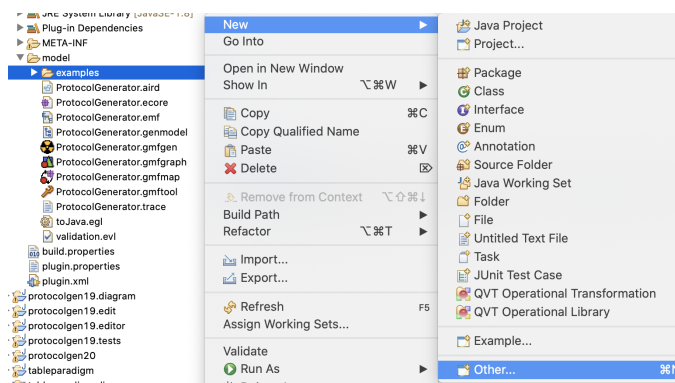 JRE System Library [JavaSE-1.8]
Plug-in Dependencies
META-INF
model
examples
ProtocolGenerator.aird
ProtocolGenerator.ecore
ProtocolGenerator.emf
ProtocolGenerator.genmodel
ProtocolGenerator.gmfgen
ProtocolGenerator.gmfgraph
ProtocolGenerator.gmfmap
ProtocolGenerator.gmftool
ProtocolGenerator.trace
toJava.egl
validation.evl
build.properties
plugin.properties
plugin.xml
protocolgen19.diagram
protocolgen19.edit
protocolgen19.editor
protocolgen19.tests
protocolgen20
tableparadigm
New
Go Into
Open in New Window
Show In ⌥⌘W
Copy ⌘C
Copy Qualified Name
Paste ⌘V
Delete ⌦
Remove from Context ⌥⇧⌘↓
Build Path
Refactor ⌥⌘T
Import...
Export...
Refresh F5
Assign Working Sets...
Validate
Run As
Java Project
Project...
Package
Class
Interface
Enum
Annotation
Source Folder
Java Working Set
Folder
File
Untitled Text File
Task
JUnit Test Case
QVT Operational Transformation
QVT Operational Library
Example...
Other... ⌘N